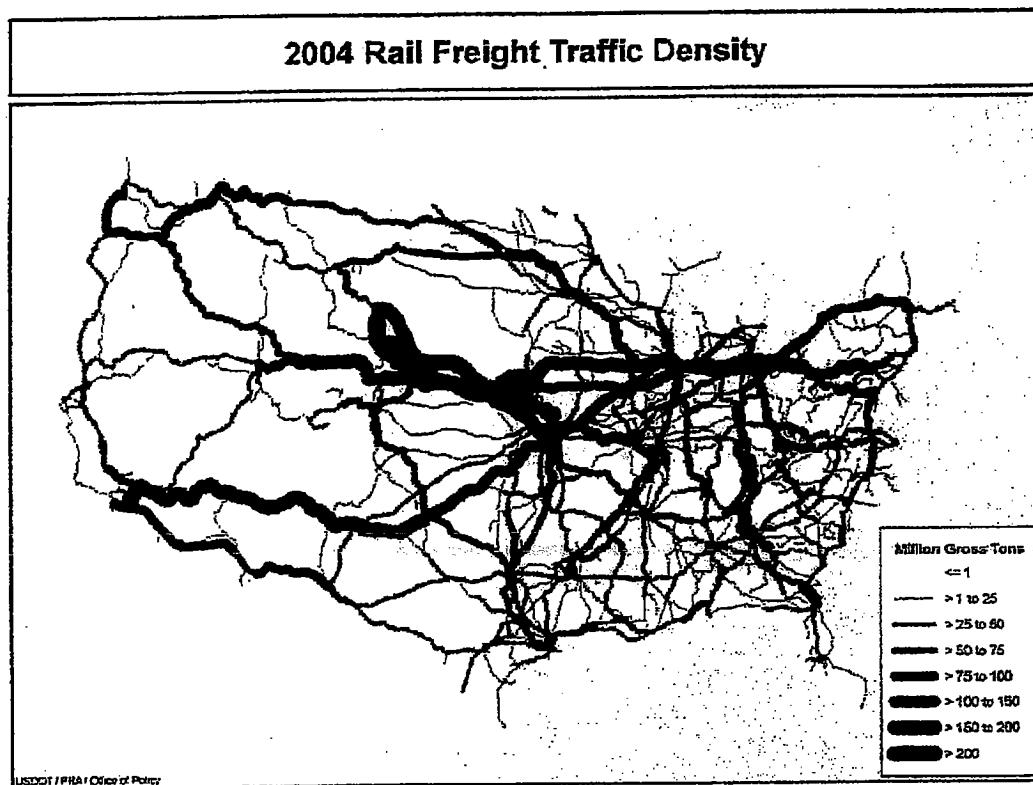 2004 Rail Freight Traffic Density
Million Gross Tons
<= 1
> 1 to 25
> 25 to 50
> 50 to 75
> 75 to 100
> 100 to 150
> 150 to 200
> 200
USDOT / FRA / Office of Policy